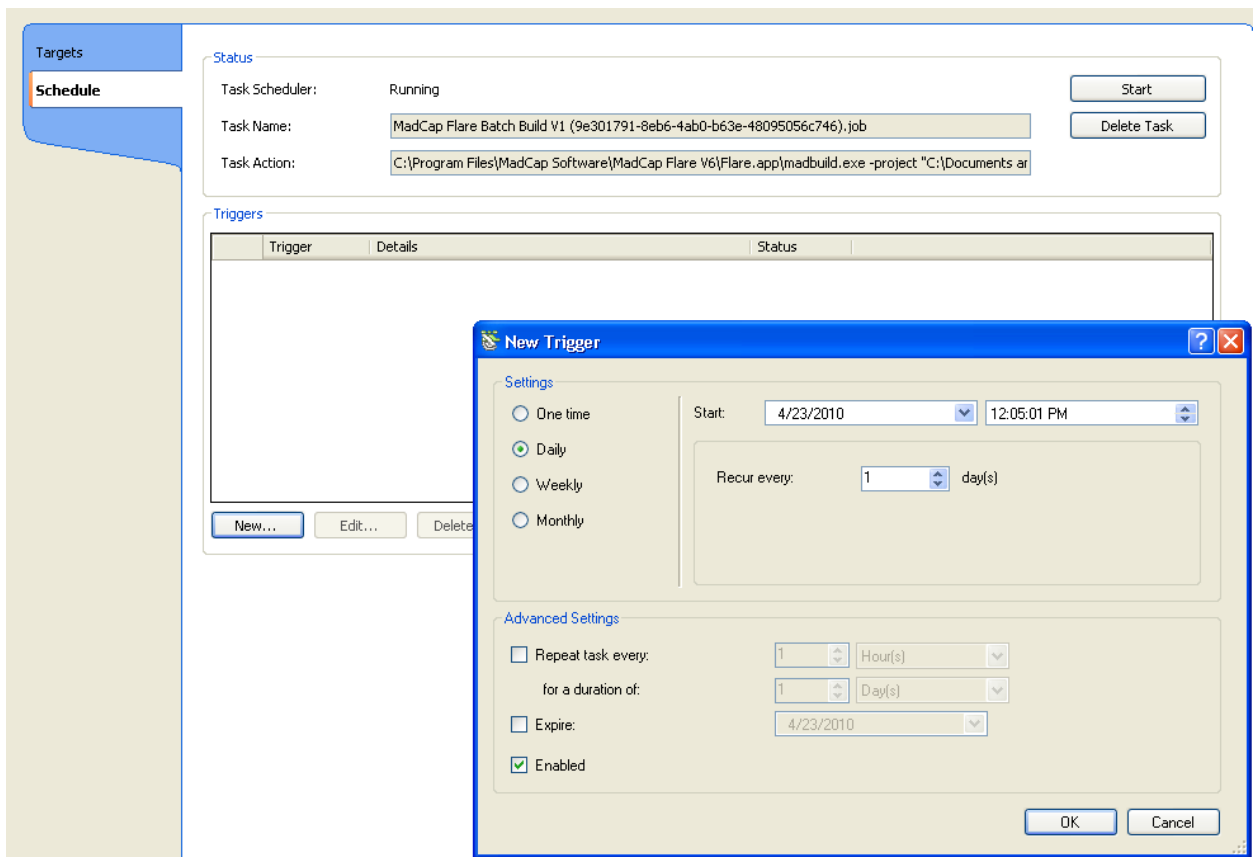 Targets
Schedule
Status
Task Scheduler: Running Start
Task Name: MadCap Flare Batch Build V1 (9e301791-8eb6-4ab0-b63e-48095056c746).job Delete Task
Task Action: C:\Program Files\MadCap Software\MadCap Flare V6\Flare.app\madbuild.exe -project "C:\Documents ar
Triggers
Trigger Details Status
New... Edit... Delete
New Trigger
Settings
One time
Daily
Weekly
Monthly
Start: 4/23/2010 12:05:01 PM
Recur every: 1 day(s)
Advanced Settings
Repeat task every: 1 Hour(s)
for a duration of: 1 Day(s)
Expire: 4/23/2010
Enabled
OK Cancel